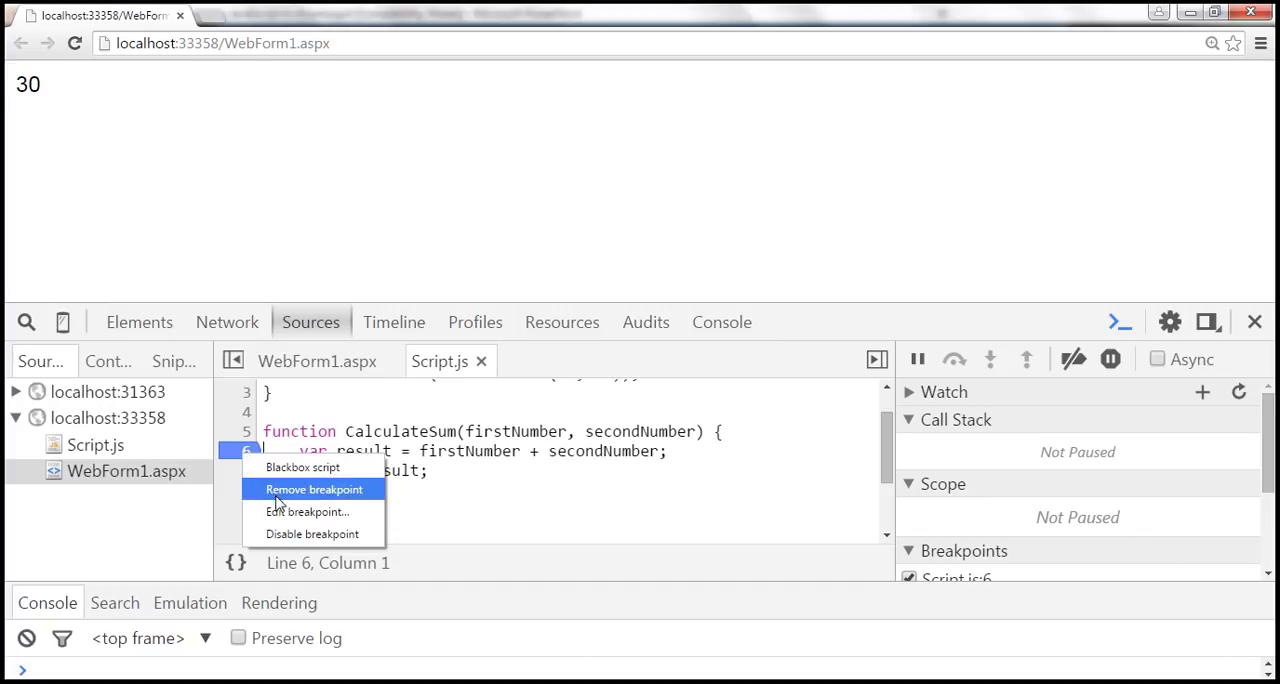 localhost:33358/WebForm
localhost:33358/WebForm1.aspx
30
Elements Network Sources Timeline Profiles Resources Audits Console
Sour... Cont... Snip... WebForm1.aspx Script.js Async
localhost:31363
localhost:33358
Script.js
WebForm1.aspx
3 }
4
5 function CalculateSum(firstNumber, secondNumber) {
6 var result = firstNumber + secondNumber;
sult;
Blackbox script
Remove breakpoint
Edit breakpoint...
Disable breakpoint
{} Line 6, Column 1
Watch
Call Stack
Not Paused
Scope
Not Paused
Breakpoints
Script.js:6
Console Search Emulation Rendering
<top frame> Preserve log